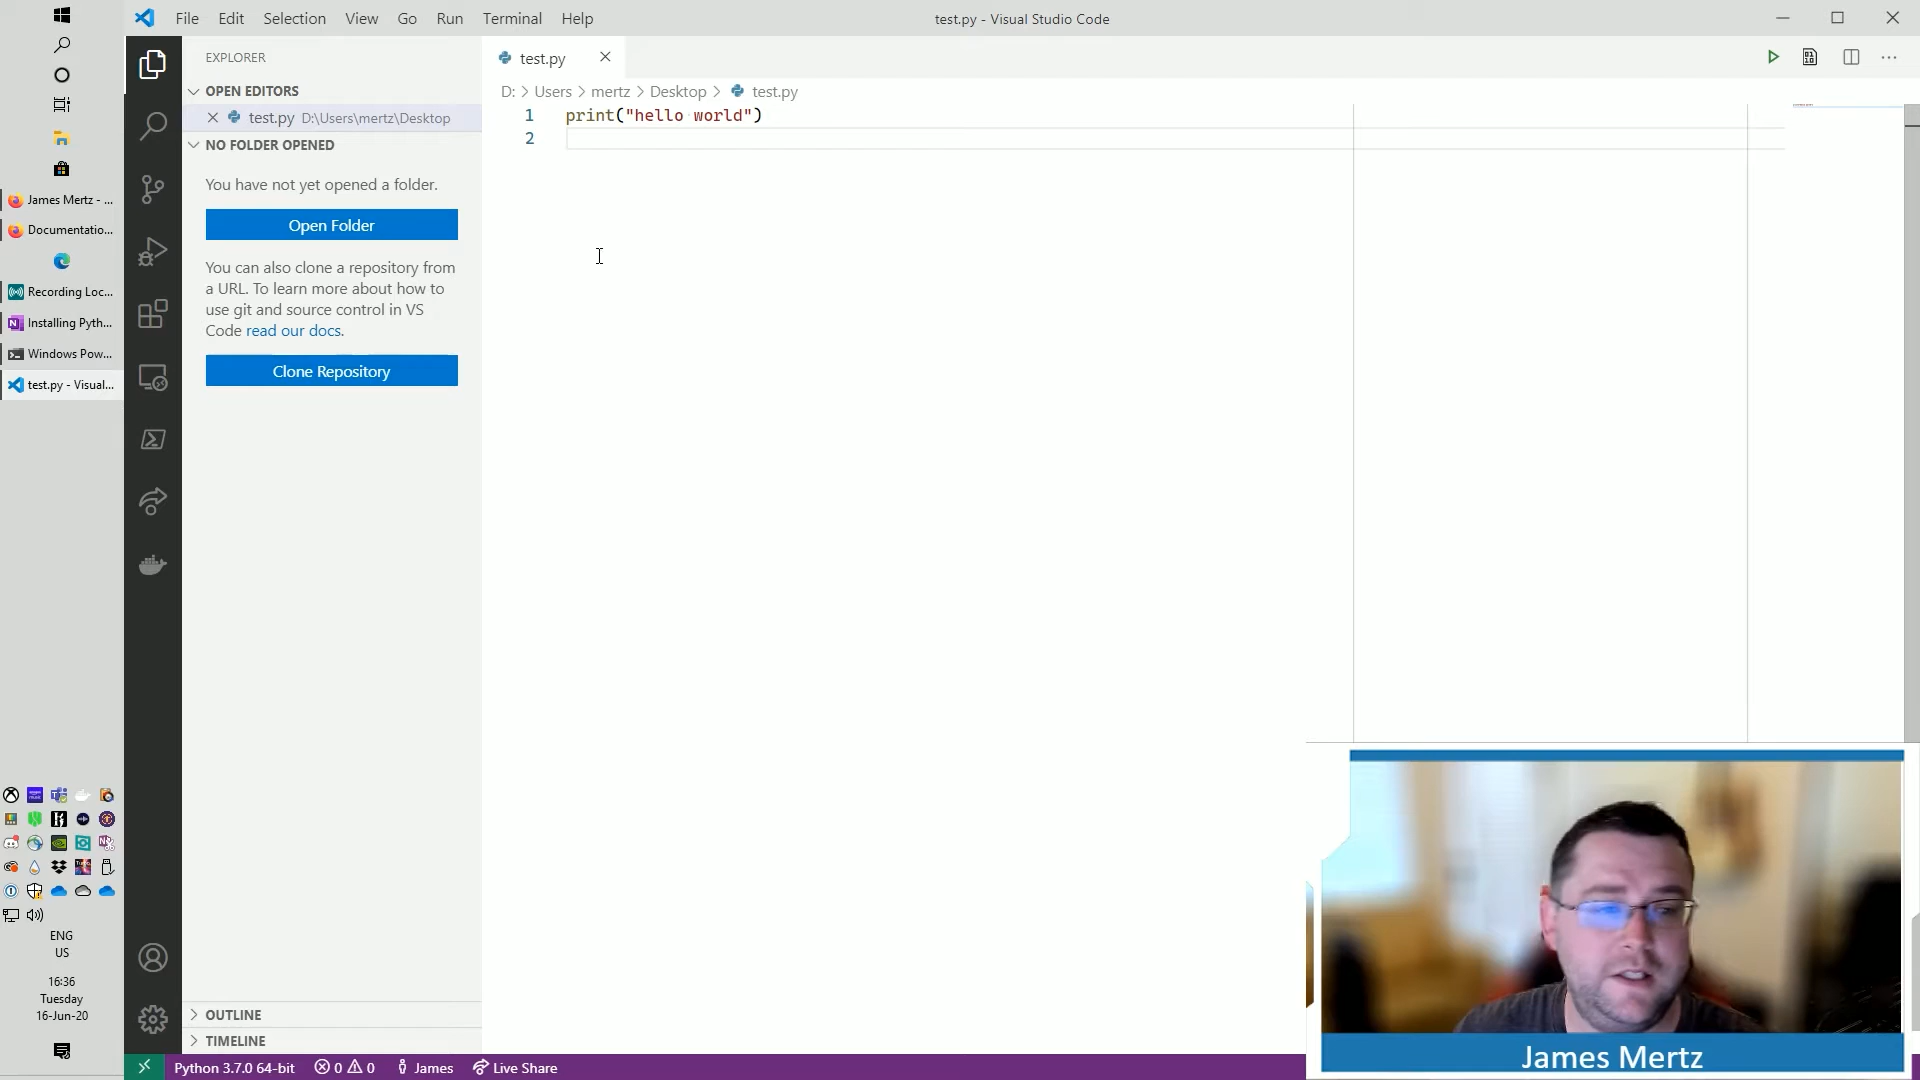 File Edit Selection View Go Run Terminal Help
test.py - Visual Studio Code
James Mertz - ...
Documentatio...
Recording Loc...
Installing Pyth...
Windows Pow...
test.py - Visual...
ENG
US
16:36
Tuesday
16-Jun-20
EXPLORER
OPEN EDITORS
test.py D:\Users\mertz\Desktop
NO FOLDER OPENED
You have not yet opened a folder.
Open Folder
You can also clone a repository from
a URL. To learn more about how to
use git and source control in VS
Code read our docs.
Clone Repository
OUTLINE
TIMELINE
test.py
D: > Users > mertz > Desktop > test.py
1 print("hello world")
2
Python 3.7.0 64-bit 0 0 James Live Share
James Mertz